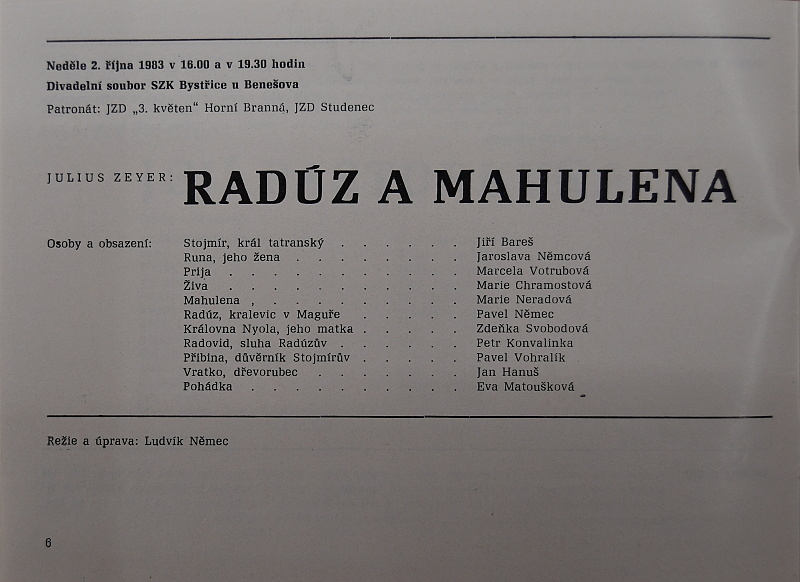 Neděle 2. října 1983 v 16.00 a v 19.30 hodin
Divadelní soubor SZK Bystřice u Benešova
Patronát: JZD „3. květen“ Horní Branná, JZD Studenec
JULIUS ZEYER: RADÚZ A MAHULENA
Osoby a obsazení: Stojmír, král tatranský . . . . . . Jiří Bareš
Runa, jeho žena . . . . . . . . Jaroslava Němcová
Prija . . . . . . . . . . . Marcela Votrubová
Živa . . . . . . . . . . . Marie Chramostová
Mahulena , . . . . . . . . . . Marie Neradová
Radúz, kralevic v Maguře . . . . . . Pavel Němec
Královna Nyola, jeho matka . . . . . Zdeňka Svobodová
Radovid, sluha Radúzův . . . . . . Petr Konvalinka
Přibina, důvěrník Stojmírův . . . . . Pavel Vohralík
Vratko, dřevorubec . . . . . . . Jan Hanuš
Pohádka . . . . . . . . . . Eva Matoušková
Režie a úprava: Ludvík Němec
6